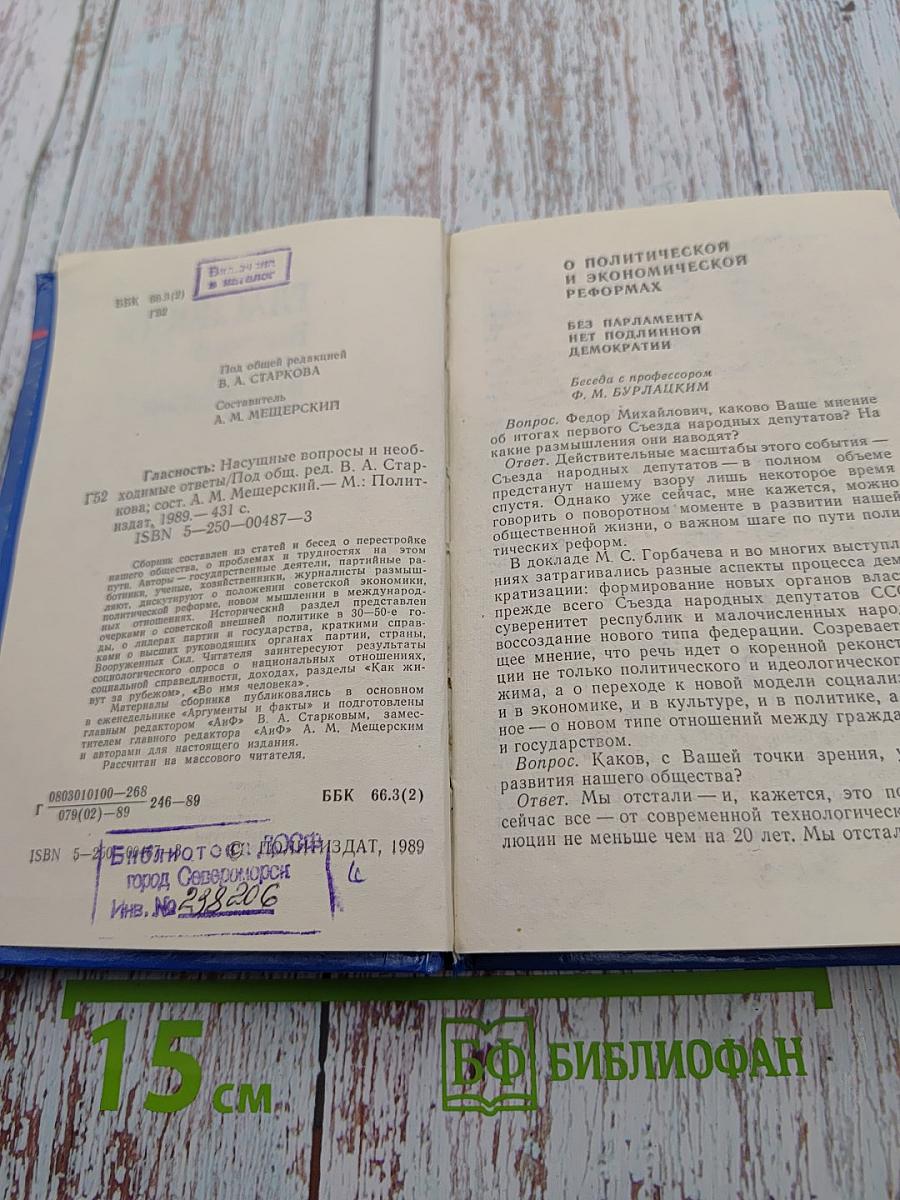 в каталог
ББК 66.3(2)
Г52
Под общей редакцией
В. А. СТАРКОВА
Составитель
А. М. МЕЩЕРСКИЙ
Гласность: Насущные вопросы и необ-
Г52 ходимые ответы/Под общ. ред. В. А. Стар-
кова; сост. А. М. Мещерский.— М.: Полит-
издат, 1989.— 431 с.
ISBN 5—250—00487—3
Сборник составлен из статей и бесед о перестройке
нашего общества, о проблемах и трудностях на этом
пути. Авторы — государственные деятели, партийные ра-
ботники, ученые, хозяйственники, журналисты размыш-
ляют, дискутируют о положении советской экономики,
политической реформе, новом мышлении в международ-
ных отношениях. Исторический раздел представлен
очерками о советской внешней политике в 30—50-е го-
ды, о лидерах партии и государства, краткими справ-
ками о высших руководящих органах партии, страны,
Вооруженных Сил. Читателя заинтересуют результаты
социологического опроса о национальных отношениях,
социальной справедливости, доходах, разделы «Как жи-
вут за рубежом», «Во имя человека».
Материалы сборника публиковались в основном
в еженедельнике «Аргументы и факты» и подготовлены
главным редактором «АиФ» В. А. Старковым, замес-
тителем главного редактора «АиФ» А. М. Мещерским
и авторами для настоящего издания.
Рассчитан на массового читателя.
Г 0803010100—268
079(02)—89 246—89 ББК 66.3(2)
ISBN 5—250—00487—3 © ПОЛИТИЗДАТ, 1989
Библиотека ДООФ
город Североморск
Инв. № 298206
О ПОЛИТИЧЕСКОЙ
И ЭКОНОМИЧЕСКОЙ
РЕФОРМАХ
БЕЗ ПАРЛАМЕНТА
НЕТ ПОДЛИННОЙ
ДЕМОКРАТИИ
Беседа с профессором
Ф. М. БУРЛАЦКИМ
Вопрос. Федор Михайлович, каково Ваше мнение
об итогах первого Съезда народных депутатов? На
какие размышления они наводят?
Ответ. Действительные масштабы этого события —
Съезда народных депутатов — в полном объеме
предстанут нашему взору лишь некоторое время
спустя. Однако уже сейчас, мне кажется, можно
говорить о поворотном моменте в развитии нашей
общественной жизни, о важном шаге по пути поли
тических реформ.
В докладе М. С. Горбачева и во многих выступл
ниях затрагивались разные аспекты процесса дем
кратизации: формирование новых органов влас
прежде всего Съезда народных депутатов ССС
суверенитет республик и малочисленных народ
воссоздание нового типа федерации. Созревает
щее мнение, что речь идет о коренной реконст
ции не только политического и идеологического
жима, а о переходе к новой модели социализ
и в экономике, и в культуре, и в политике, а
ное — о новом типе отношений между гражда
и государством.
Вопрос. Каков, с Вашей точки зрения, у
развития нашего общества?
Ответ. Мы отстали — и, кажется, это по
сейчас все — от современной технологическ
люции не меньше чем на 20 лет. Мы отстал
15 см
БФ БИБЛИОФАН